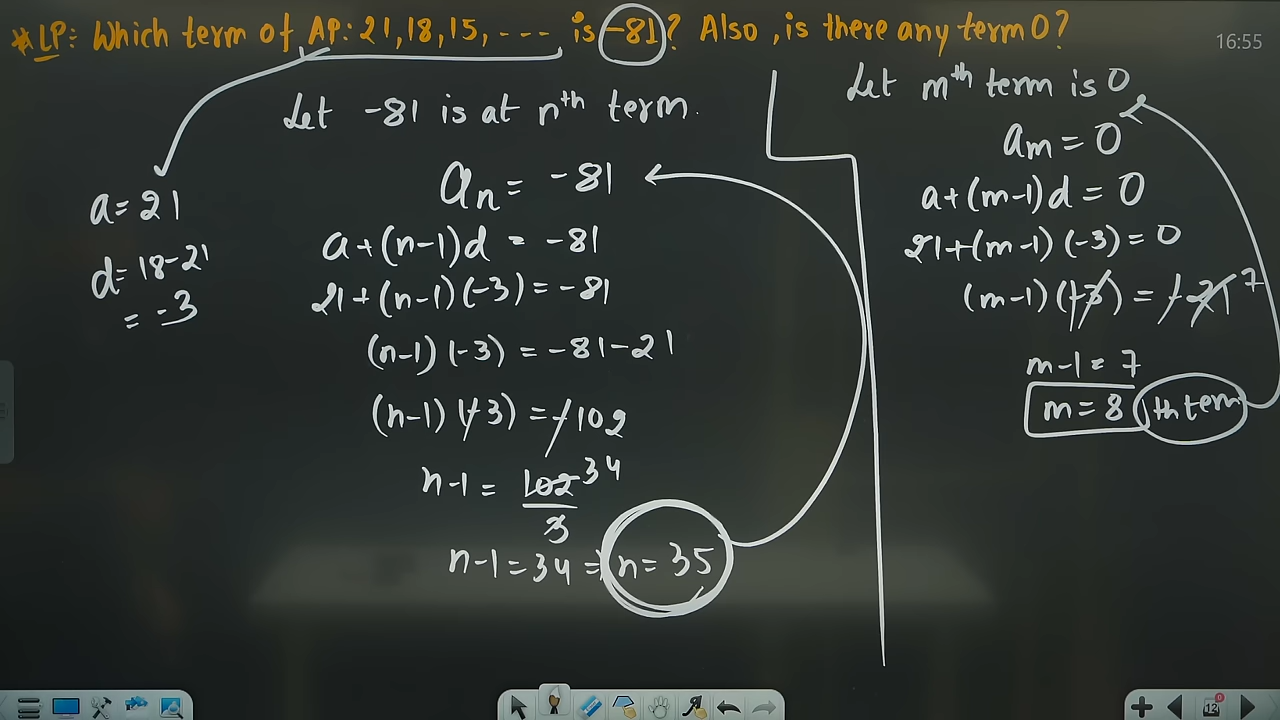 * LP: Which term of AP: 21, 18, 15, --- is -81? Also, is there any term 0?
16:55
Let -81 is at nth term.
a = 21
d = 18-21
= -3
an = -81
a+(n-1)d = -81
21+(n-1)(-3) = -81
(n-1)(-3) = -81-21
(n-1)(-3) = -102
n-1 = 102/3 34
n-1 = 34 ⇒ n = 35
Let mth term is 0
am = 0
a+(m-1)d = 0
21+(m-1)(-3) = 0
(m-1)(-3) = -21 7
m-1 = 7
m = 8 th term
12
0